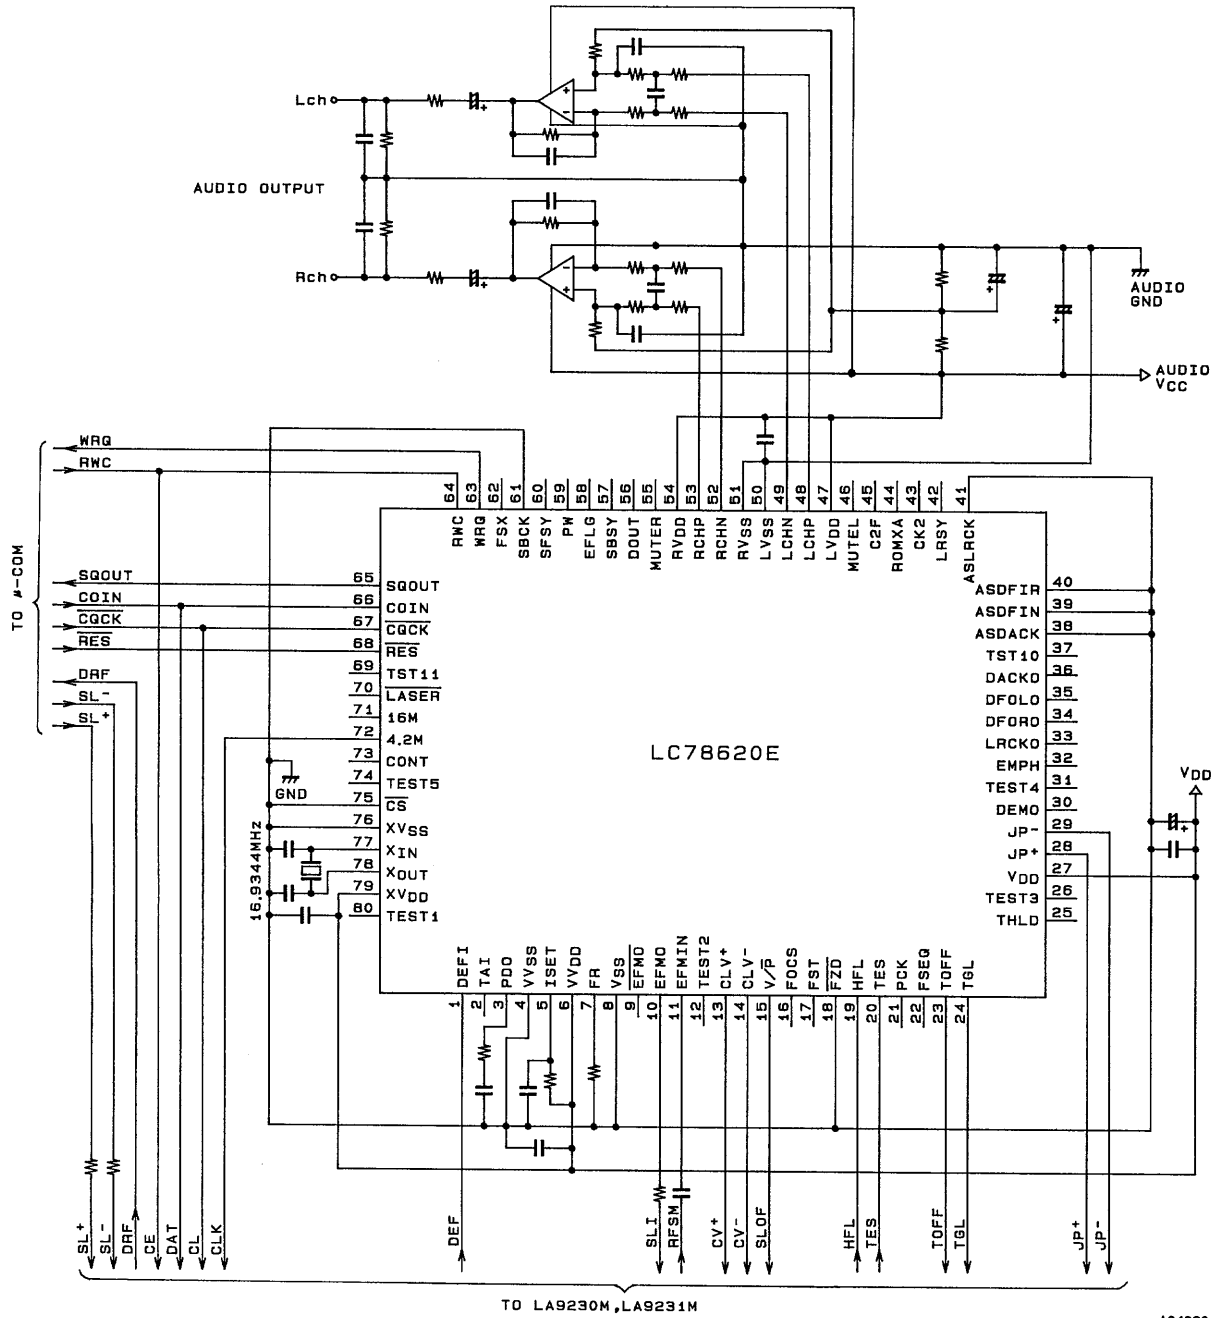 Lch
AUDIO OUTPUT
Rch
AUDIO
GND
AUDIO
VCC
WRQ
RWC
SQOUT
COIN
CQCK
RES
DRF
SL-
SL+
TO μ-COM
64 63 62 61 60 59 58 57 56 55 54 53 52 51 50 49 48 47 46 45 44 43 42 41
RWC WRQ FSX SBCK SFSY PW EFLG SBSY DOUT MUTER RVDD RCHP RCHN RVSS LVSS LCHN LCHP LVDD MUTEL C2F ROMXA CK2 LRSY ASLRCK
65 SQOUT
66 COIN
67 CQCK
68 RES
69 TST11
70 LASER
71 16M
72 4.2M
73 CONT
74 TEST5
75 CS
76 XVSS
77 XIN
78 XOUT
79 XVDD
80 TEST1
GND
16.9344MHz
LC78620E
ASDFIR 40
ASDFIN 39
ASDACK 38
TST10 37
DACKO 36
DFOLO 35
DFORO 34
LRCKO 33
EMPH 32
TEST4 31
DEMO 30
JP- 29
JP+ 28
VDD 27
TEST3 26
THLD 25
VDD
DEFI TAI PDO VVSS ISET VVDD FR VSS EFMO EFMO EFMIN TEST2 CLV+ CLV- V/P FOCS FST FZD HFL TES PCK FSEQ TOFF TGL
1 2 3 4 5 6 7 8 9 10 11 12 13 14 15 16 17 18 19 20 21 22 23 24
SL+ SL- DRF CE DAT CL CLK DEF SLI RFSM CV+ CV- SLOF HFL TES TOFF TGL JP+ JP-
TO LA9230M,LA9231M